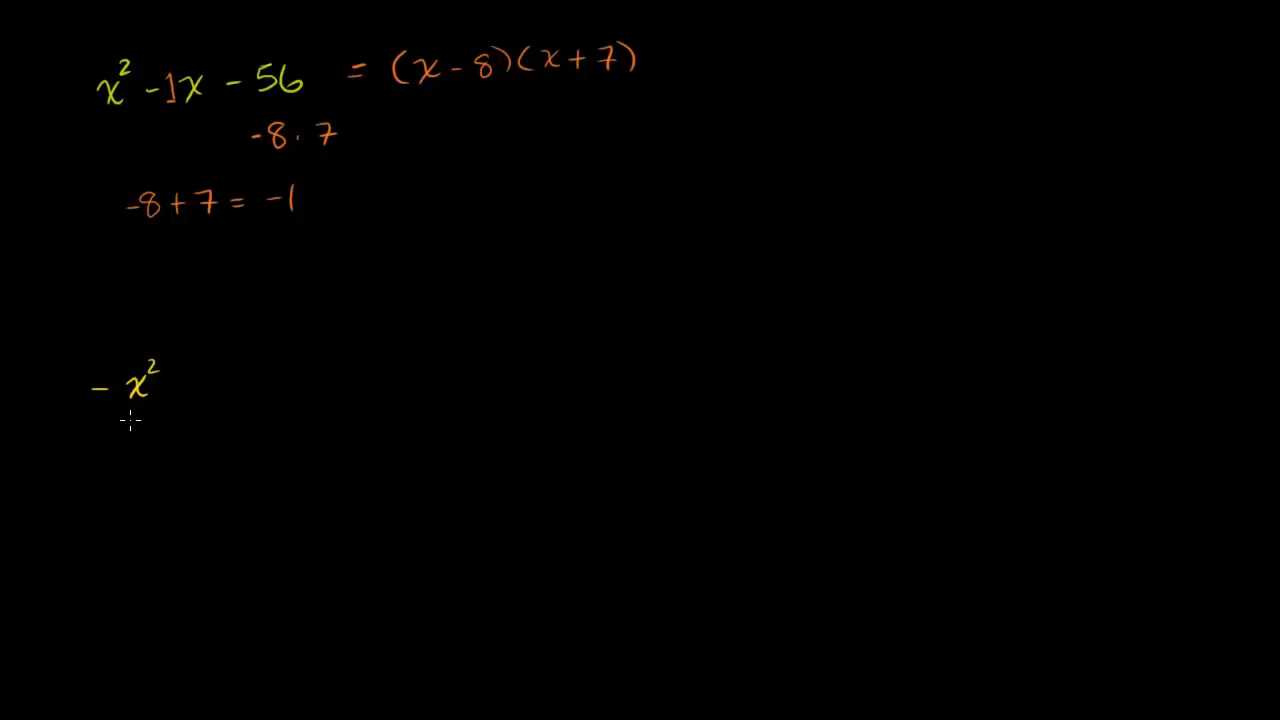 x² - 1x - 56 = (x - 8)(x + 7)
-8 · 7
-8 + 7 = -1
- x²